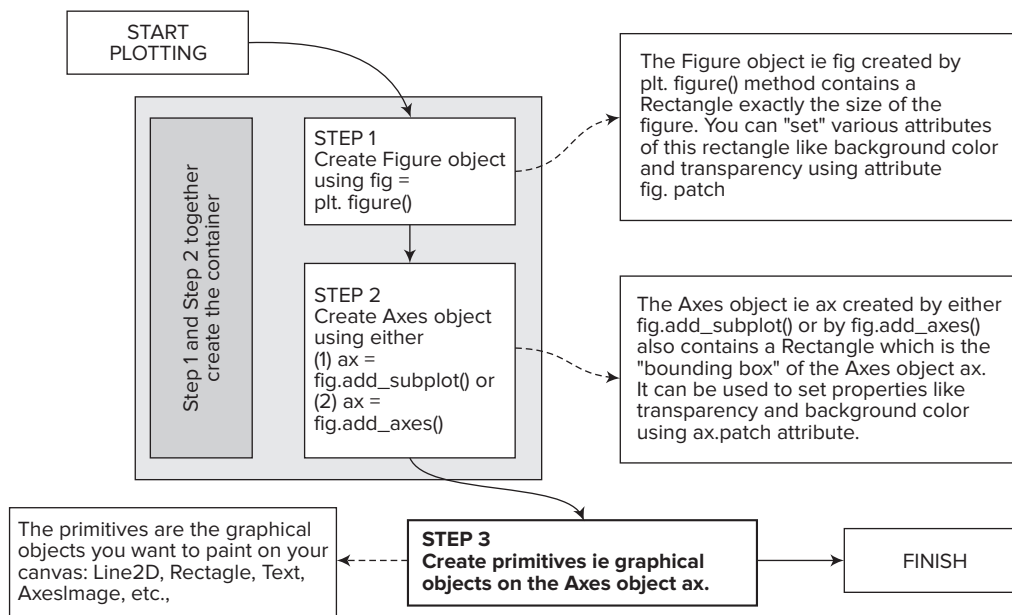 START
PLOTTING
The Figure object ie fig created by
plt. figure() method contains a
Rectangle exactly the size of the
figure. You can "set" various attributes
of this rectangle like background color
and transparency using attribute
fig. patch
Step 1 and Step 2 together
create the container
STEP 1
Create Figure object
using fig =
plt. figure()
STEP 2
Create Axes object
using either
(1) ax =
fig.add_subplot() or
(2) ax =
fig.add_axes()
The Axes object ie ax created by either
fig.add_subplot() or by fig.add_axes()
also contains a Rectangle which is the
"bounding box" of the Axes object ax.
It can be used to set properties like
transparency and background color
using ax.patch attribute.
The primitives are the graphical
objects you want to paint on your
canvas: Line2D, Rectagle, Text,
AxesImage, etc.,
STEP 3
Create primitives ie graphical
objects on the Axes object ax.
FINISH